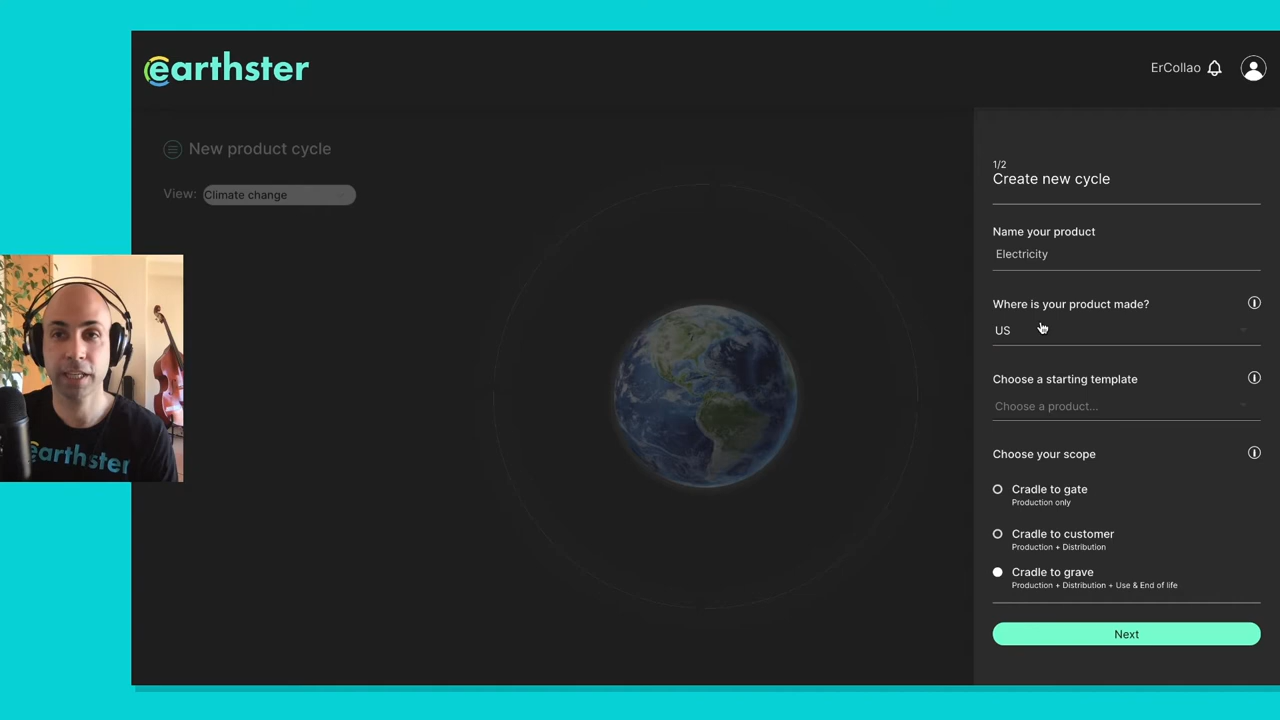 earthster
ErCollao
New product cycle
View: Climate change
1/2
Create new cycle
Name your product
Electricity
Where is your product made?
US
Choose a starting template
Choose a product...
Choose your scope
Cradle to gate
Production only
Cradle to customer
Production + Distribution
Cradle to grave
Production + Distribution + Use & End of life
Next
earthster